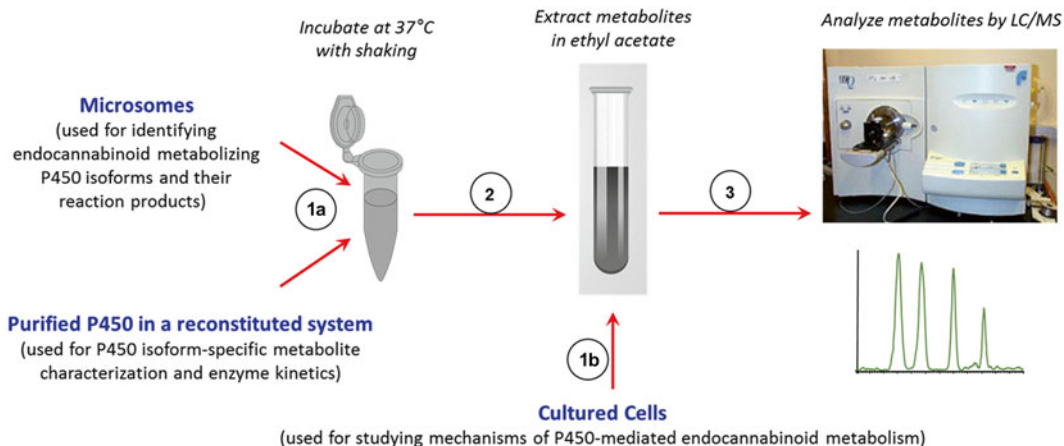 Incubate at 37°C
with shaking
Extract metabolites
in ethyl acetate
Analyze metabolites by LC/MS
Microsomes
(used for identifying
endocannabinoid metabolizing
P450 isoforms and their
reaction products)
1a
2
3
Purified P450 in a reconstituted system
(used for P450 isoform-specific metabolite
characterization and enzyme kinetics)
1b
Cultured Cells
(used for studying mechanisms of P450-mediated endocannabinoid metabolism)